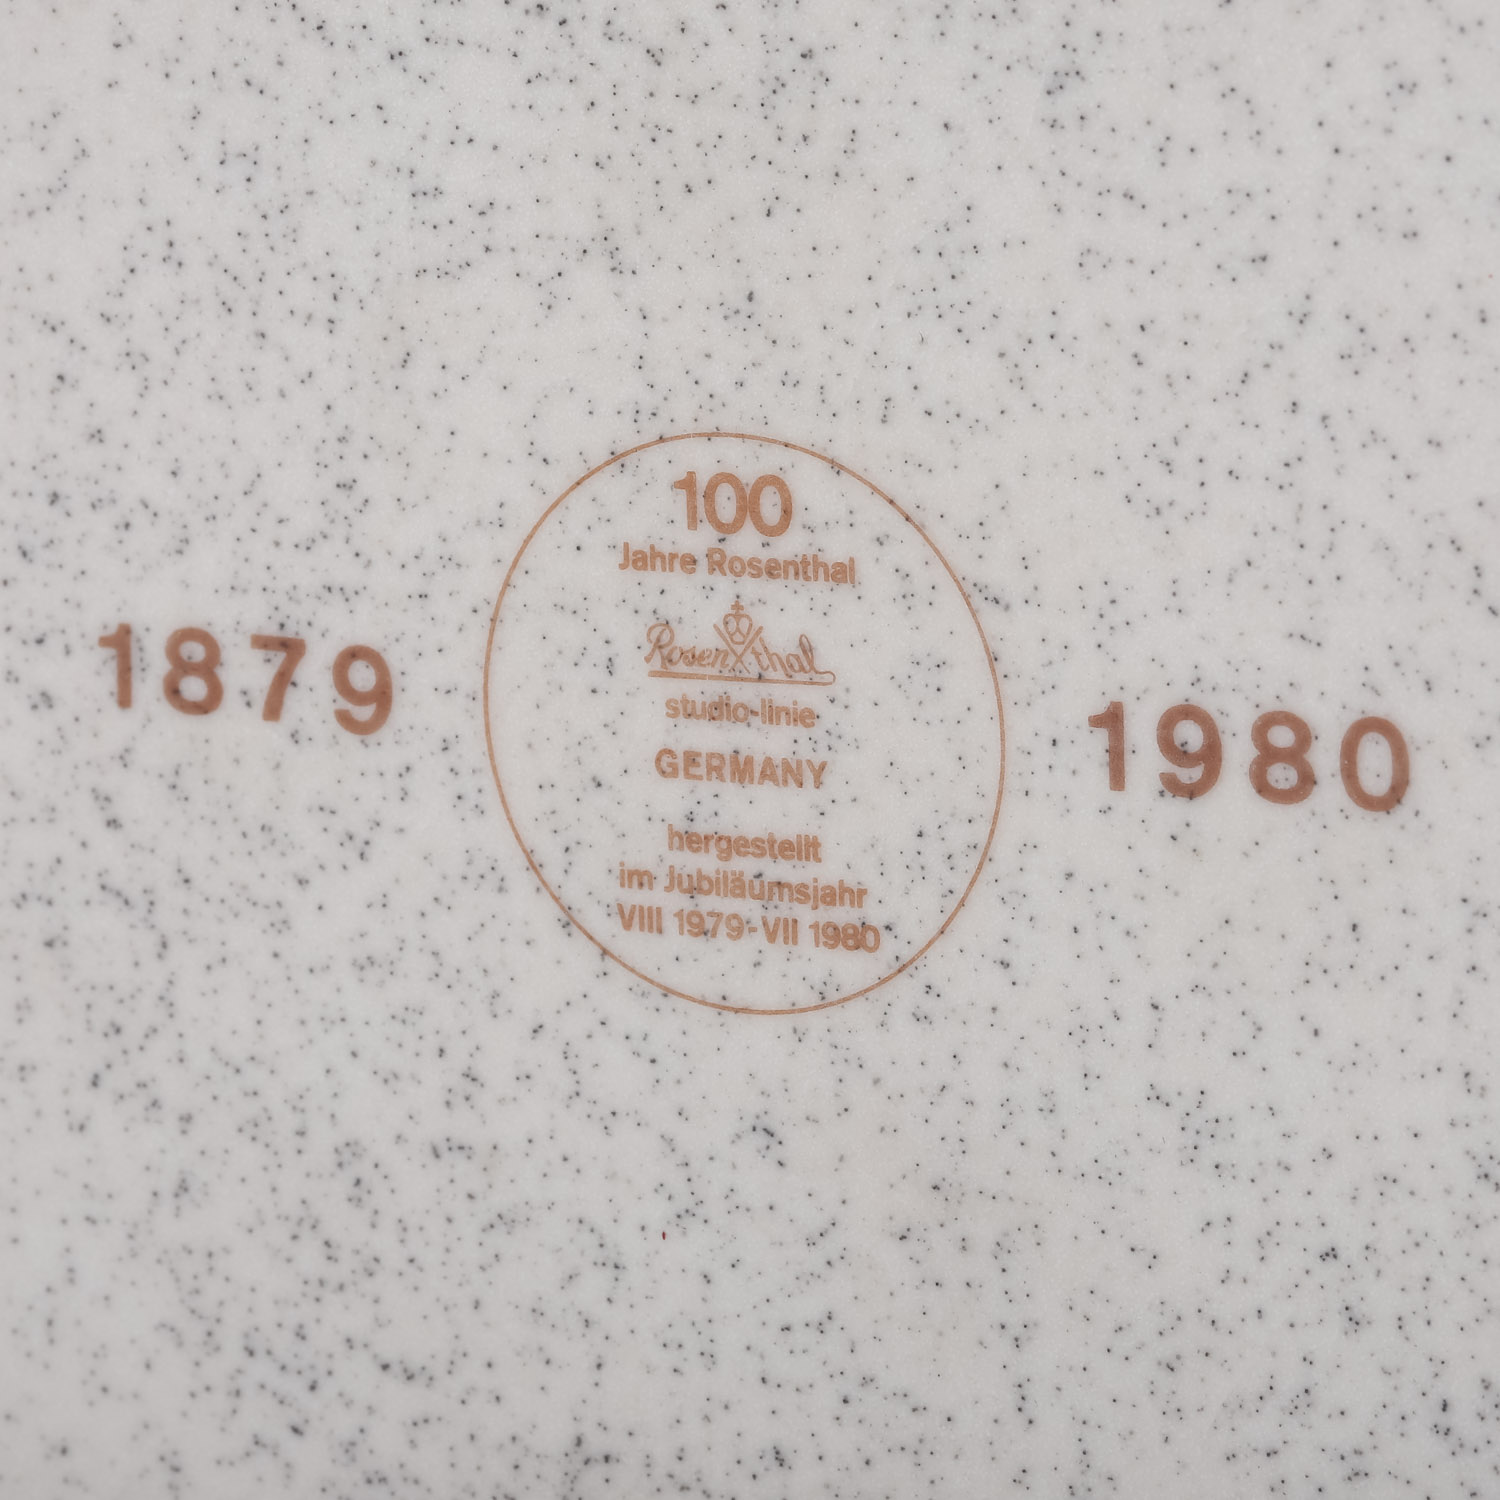 100
Jahre Rosenthal
Rosenthal
studio-linie
GERMANY
hergestellt
im Jubiläumsjahr
VIII 1979-VII 1980
1879
1980